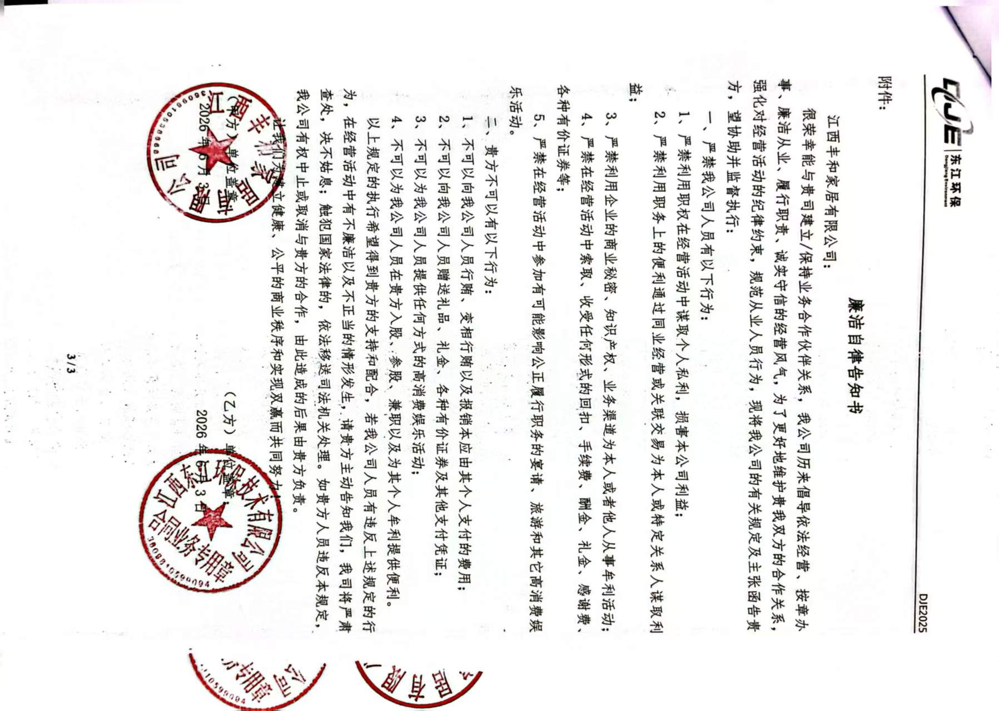 DJE | 东江环保
Dongjiang Environment
DJE2025
附件：
廉洁自律告知书
江西丰和家居有限公司：
很荣幸能与贵司建立/保持业务合作伙伴关系，我公司历来倡导依法经营、按章办
事、廉洁从业、履行职责、诚实守信的经营风气，为了更好地维护贵我双方的合作关系，
强化对经营活动的纪律约束，规范从业人员行为，现将我公司的有关规定及主张函告贵
方，望协助并监督执行：
一、严禁我公司人员有以下行为：
1、严禁利用职权在经营活动中谋取个人私利，损害本公司利益；
2、严禁利用职务上的便利通过同业经营或关联交易为本人或特定关系人谋取利
益；
3、严禁利用企业的商业秘密、知识产权、业务渠道为本人或者他人从事牟利活动；
4、严禁在经营活动中索取、收受任何形式的回扣、手续费、酬金、礼金、感谢费、
各种有价证券等；
5、严禁在经营活动中参加有可能影响公正履行职务的宴请、旅游和其它高消费娱
乐活动。
二、贵方不可以有以下行为：
1、不可以向我公司人员行贿、变相行贿以及报销本应由其个人支付的费用；
2、不可以向我公司人员赠送礼品、礼金、各种有价证券及其他支付凭证；
3、不可以为我公司人员提供任何方式的高消费娱乐活动；
4、不可以为我公司人员在贵方入股、参股、兼职以及为其个人牟利提供便利。
以上规定的执行希望得到贵方的支持和配合，若我公司人员有违反上述规定的行
为，在经营活动中有不廉洁以及不正当的情形发生，请贵方主动告知我们，我司将严肃
查处，决不姑息；触犯国家法律的，依法移送司法机关处理。如贵方人员违反本规定，
我公司有权中止或取消与贵方的合作，由此造成的后果由贵方负责。
让我们为建立健康、公平的商业秩序和实现双赢而共同努力！
（甲方）单位盖章：
2026 年 6 月 3 日
江西丰和家居有限公司
（乙方）单位盖章：
2026 年 6 月 3 日
江西东江环保技术有限公司
合同业务专用章
3609810599094
居有限
专用章
公司
10599094
3/3